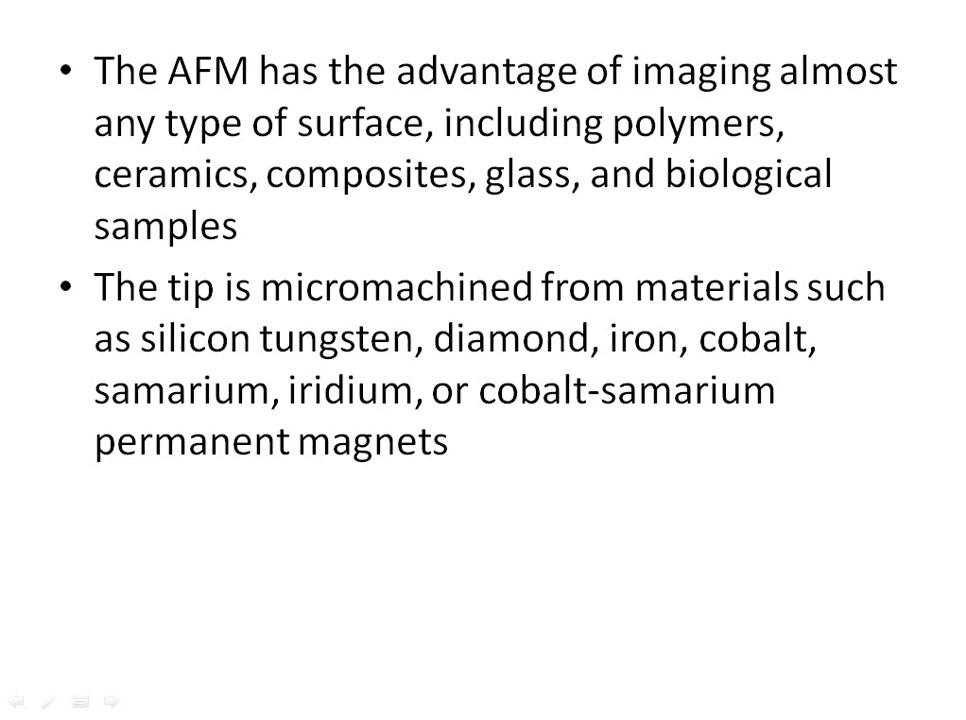 • The AFM has the advantage of imaging almost
any type of surface, including polymers,
ceramics, composites, glass, and biological
samples
• The tip is micromachined from materials such
as silicon tungsten, diamond, iron, cobalt,
samarium, iridium, or cobalt-samarium
permanent magnets